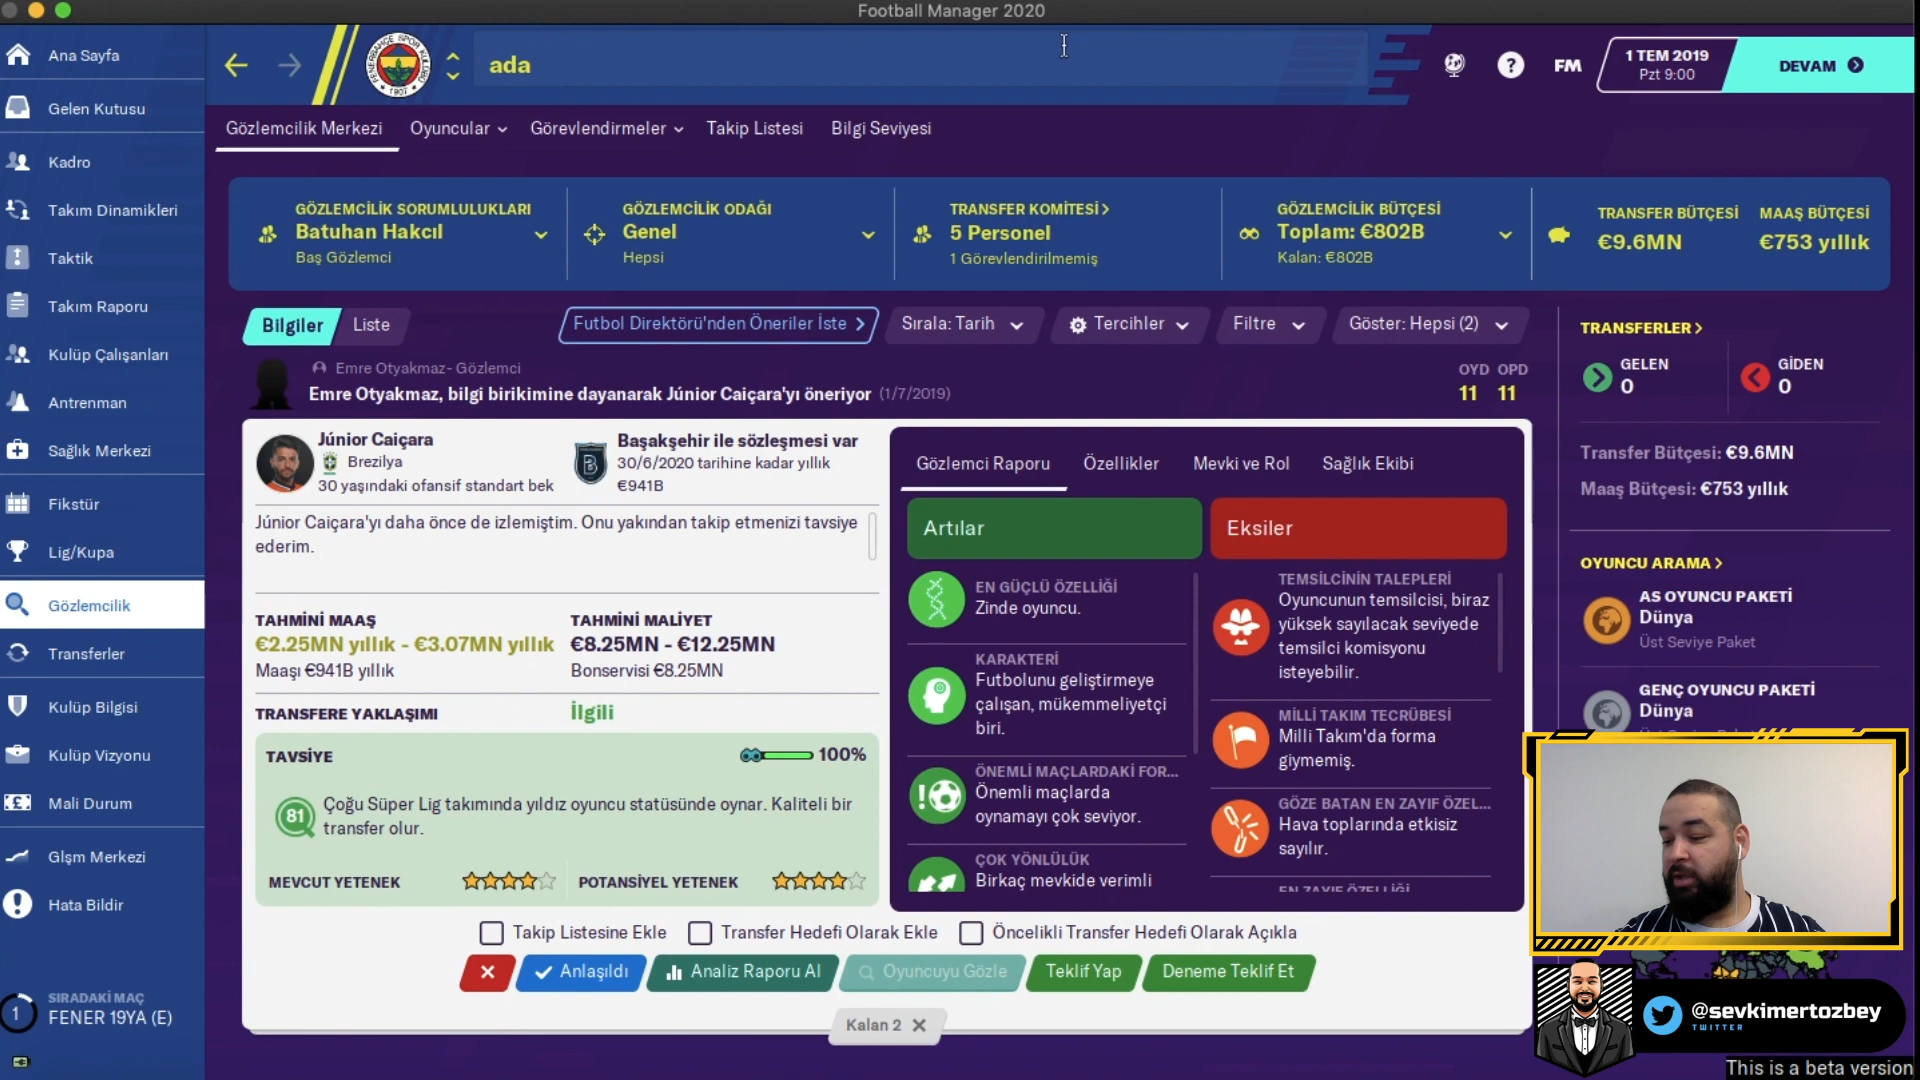 Football Manager 2020
Ana Sayfa
Gelen Kutusu
Kadro
Takım Dinamikleri
Taktik
Takım Raporu
Kulüp Çalışanları
Antrenman
Sağlık Merkezi
Fikstür
Lig/Kupa
Gözlemcilik
Transferler
Kulüp Bilgisi
Kulüp Vizyonu
Mali Durum
Glşm Merkezi
Hata Bildir
1
SIRADAKİ MAÇ
FENER 19YA (E)
FENERBAHÇE SPOR KULÜBÜ
1907
ada
?
FM
1 TEM 2019
Pzt 9:00
DEVAM
Gözlemcilik Merkezi
Oyuncular
Görevlendirmeler
Takip Listesi
Bilgi Seviyesi
GÖZLEMCİLİK SORUMLULUKLARI
Batuhan Hakcıl
Baş Gözlemci
GÖZLEMCİLİK ODAĞI
Genel
Hepsi
TRANSFER KOMİTESİ >
5 Personel
1 Görevlendirilmemiş
GÖZLEMCİLİK BÜTÇESİ
Toplam: €802B
Kalan: €802B
TRANSFER BÜTÇESİ
€9.6MN
MAAŞ BÜTÇESİ
€753 yıllık
Bilgiler
Liste
Futbol Direktörü'nden Öneriler İste >
Sırala: Tarih
Tercihler
Filtre
Göster: Hepsi (2)
Emre Otyakmaz- Gözlemci
Emre Otyakmaz, bilgi birikimine dayanarak Júnior Caiçara'yı öneriyor (1/7/2019)
OYD OPD
11 11
Júnior Caiçara
Brezilya
30 yaşındaki ofansif standart bek
Başakşehir ile sözleşmesi var
30/6/2020 tarihine kadar yıllık
€941B
Júnior Caiçara'yı daha önce de izlemiştim. Onu yakından takip etmenizi tavsiye
ederim.
TAHMİNİ MAAŞ
€2.25MN yıllık - €3.07MN yıllık
Maaşı €941B yıllık
TAHMİNİ MALİYET
€8.25MN - €12.25MN
Bonservisi €8.25MN
TRANSFERE YAKLAŞIMI
İlgili
TAVSİYE
100%
81
Çoğu Süper Lig takımında yıldız oyuncu statüsünde oynar. Kaliteli bir
transfer olur.
MEVCUT YETENEK
POTANSİYEL YETENEK
Gözlemci Raporu
Özellikler
Mevki ve Rol
Sağlık Ekibi
Artılar
EN GÜÇLÜ ÖZELLİĞİ
Zinde oyuncu.
KARAKTERİ
Futbolunu geliştirmeye
çalışan, mükemmeliyetçi
biri.
ÖNEMLİ MAÇLARDAKİ FOR...
Önemli maçlarda
oynamayı çok seviyor.
ÇOK YÖNLÜLÜK
Birkaç mevkide verimli
Eksiler
TEMSİLCİNİN TALEPLERİ
Oyuncunun temsilcisi, biraz
yüksek sayılacak seviyede
temsilci komisyonu
isteyebilir.
MİLLİ TAKIM TECRÜBESİ
Milli Takım'da forma
giymemiş.
GÖZE BATAN EN ZAYIF ÖZEL...
Hava toplarında etkisiz
sayılır.
EN ZAYIF ÖZELLİĞİ
Takip Listesine Ekle
Transfer Hedefi Olarak Ekle
Öncelikli Transfer Hedefi Olarak Açıkla
Anlaşıldı
Analiz Raporu Al
Oyuncuyu Gözle
Teklif Yap
Deneme Teklif Et
Kalan 2
TRANSFERLER >
GELEN
0
GİDEN
0
Transfer Bütçesi: €9.6MN
Maaş Bütçesi: €753 yıllık
OYUNCU ARAMA >
AS OYUNCU PAKETİ
Dünya
Üst Seviye Paket
GENÇ OYUNCU PAKETİ
Dünya
@sevkimertozbey
TWITTER
This is a beta version